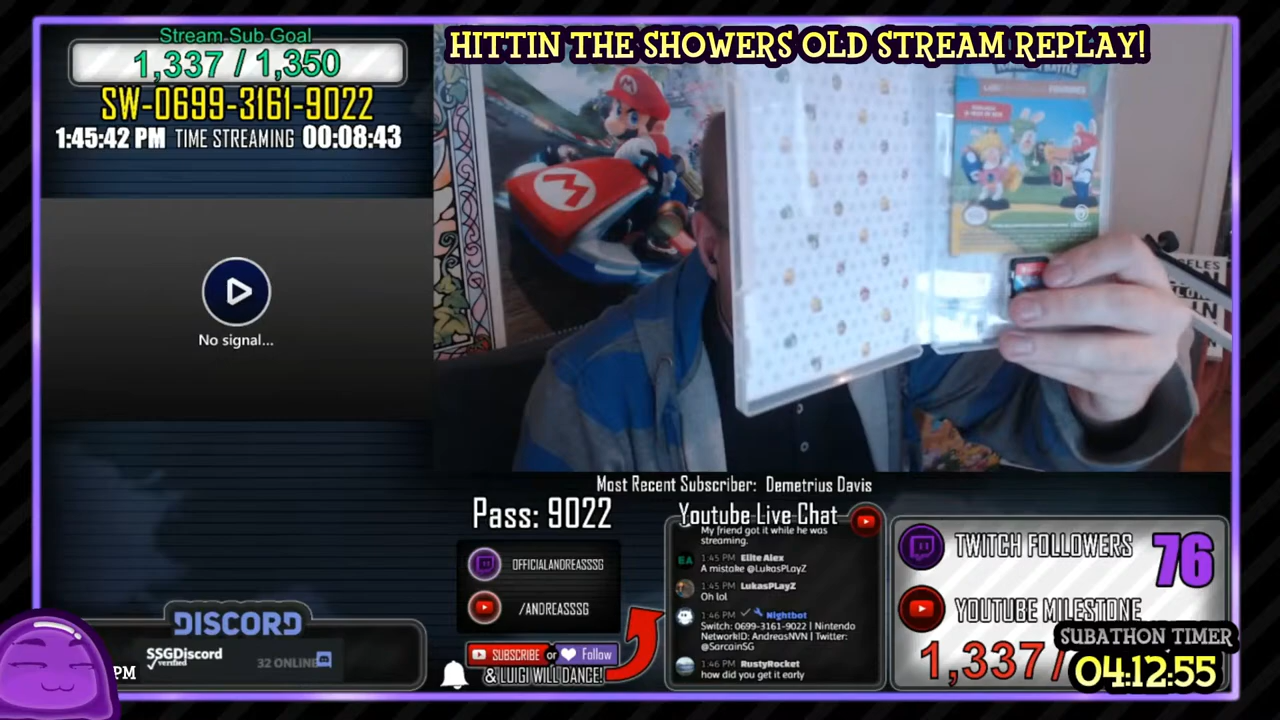 Stream Sub Goal
1,337 / 1,350
SW-0699-3161-9022
1:45:42 PM TIME STREAMING 00:08:43
HITTIN THE SHOWERS OLD STREAM REPLAY!
No signal...
Most Recent Subscriber: Demetrius Davis
Pass: 9022
OFFICIALANDREASSSG
/ANDREASSSG
SUBSCRIBE or Follow
& LUIGI WILL DANCE!
Youtube Live Chat
My friend got it while he was
streaming.
EA 1:45 PM Elite Alex
A mistake @LukasPLayZ
1:45 PM LukasPLayZ
Oh lol
1:46 PM Nightbot
Switch: 0699-3161-9022 | Nintendo
NetworkID: AndreasNVN | Twitter:
@SarcainSG
1:46 PM RustyRocket
how did you get it early
TWITCH FOLLOWERS 76
YOUTUBE MILESTONE
1,337/
SUBATHON TIMER
04:12:55
DISCORD
SSGDiscord
verified
32 ONLINE
PM